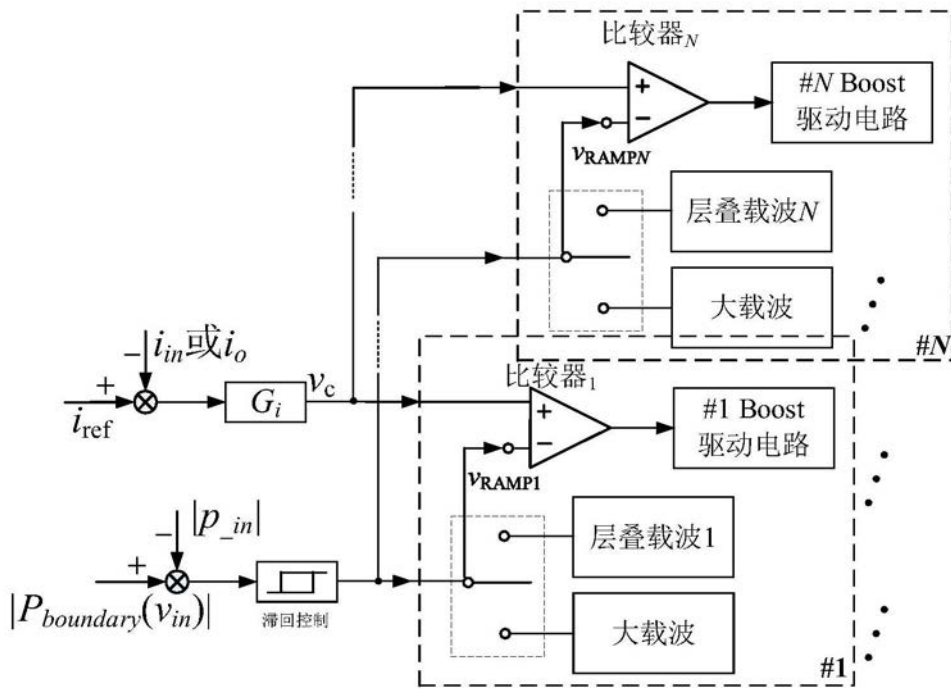 比较器N
+
−
#N Boost
驱动电路
vRAMPN
层叠载波N
大载波
#N
− iin或io
+
iref
Gi
vc
比较器1
+
−
#1 Boost
驱动电路
vRAMP1
层叠载波1
大载波
#1
− |p_in|
+
|Pboundary(vin)|
滞回控制